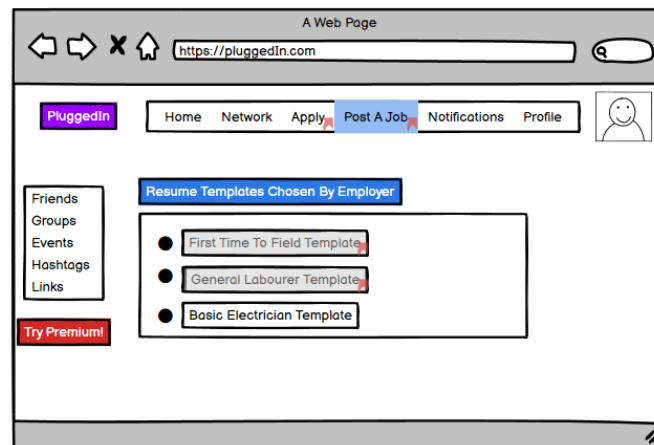 A Web Page
https://pluggedIn.com
PluggedIn
Home Network Apply Post A Job Notifications Profile
Resume Templates Chosen By Employer
Friends
Groups
Events
Hashtags
Links
First Time To Field Template
General Labourer Template
Basic Electrician Template
Try Premium!